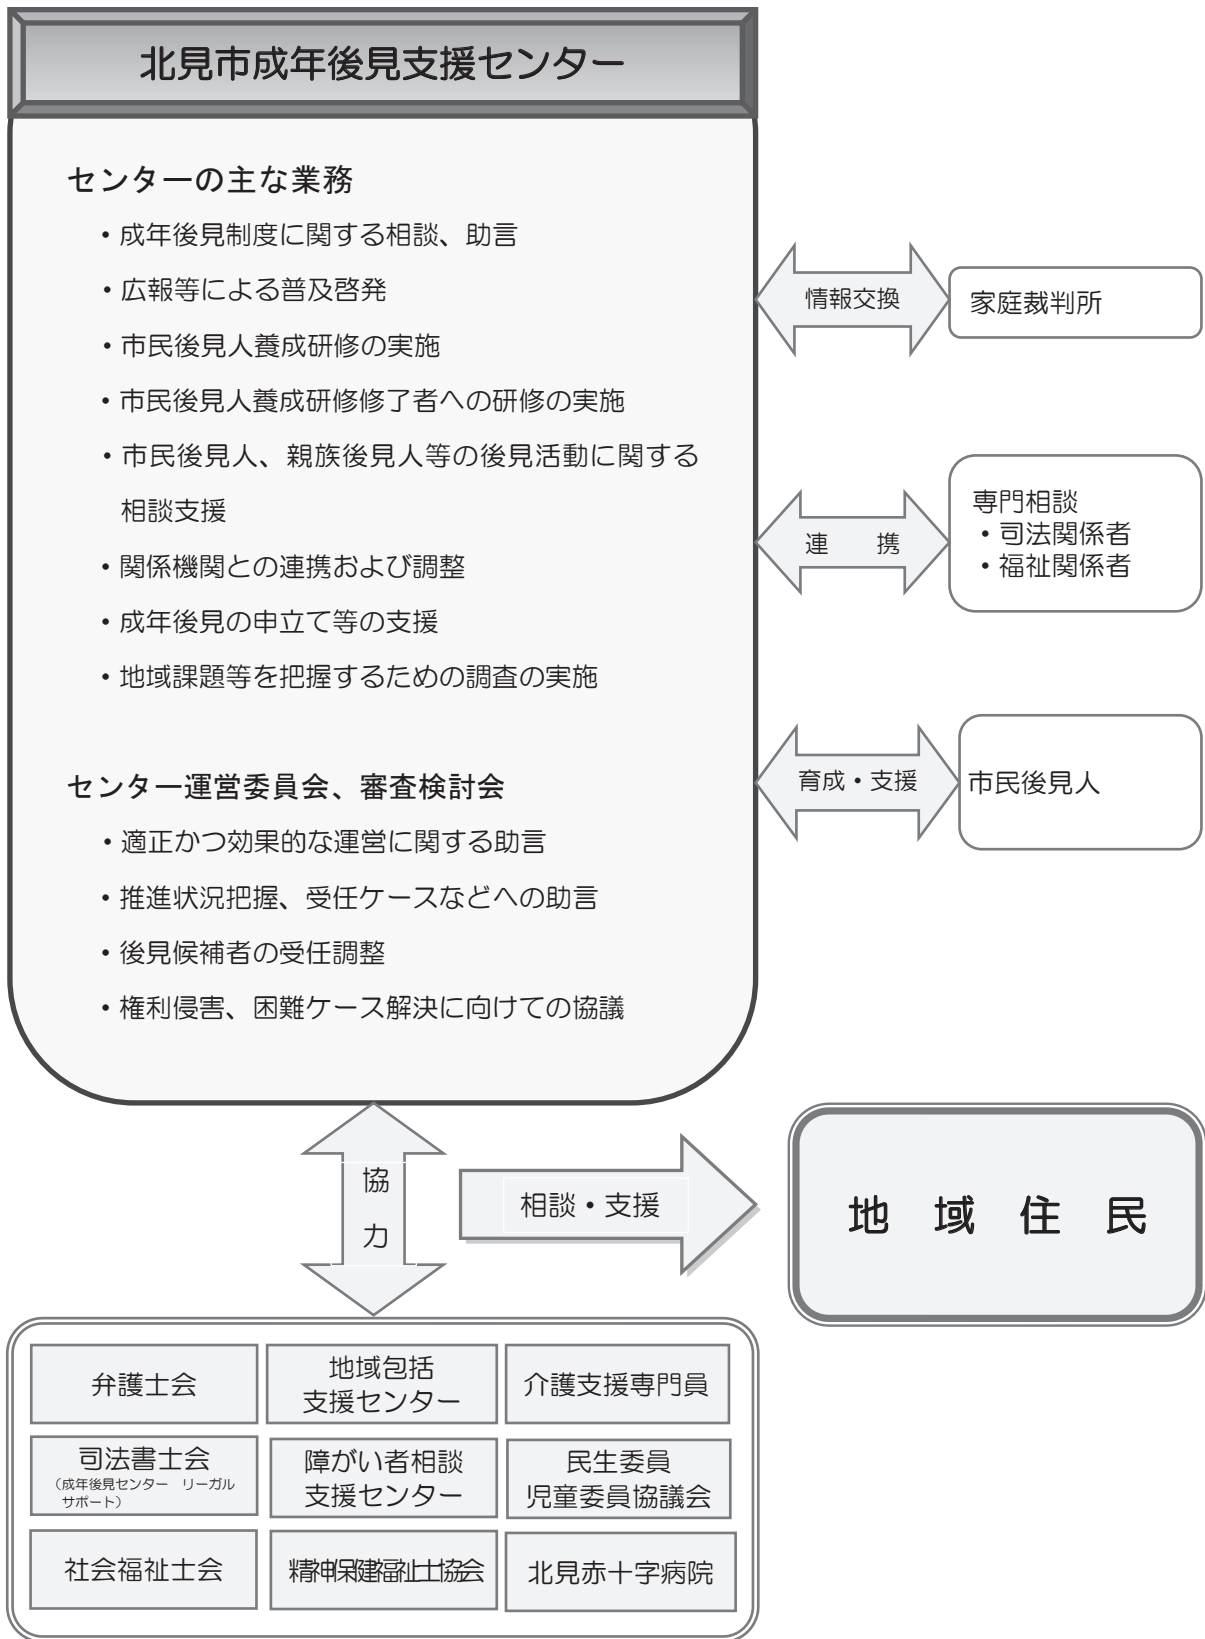 北見市成年後見支援センター
センターの主な業務
・成年後見制度に関する相談、助言
・広報等による普及啓発
・市民後見人養成研修の実施
・市民後見人養成研修修了者への研修の実施
・市民後見人、親族後見人等の後見活動に関する
相談支援
・関係機関との連携および調整
・成年後見の申立て等の支援
・地域課題等を把握するための調査の実施
センター運営委員会、審査検討会
・適正かつ効果的な運営に関する助言
・推進状況把握、受任ケースなどへの助言
・後見候補者の受任調整
・権利侵害、困難ケース解決に向けての協議
情報交換
家庭裁判所
連　携
専門相談
・司法関係者
・福祉関係者
育成・支援
市民後見人
協
力
相談・支援
地　域　住　民
弁護士会
地域包括
支援センター
介護支援専門員
司法書士会
（成年後見センター　リーガル
サポート）
障がい者相談
支援センター
民生委員
児童委員協議会
社会福祉士会
精神保健福祉士協会
北見赤十字病院